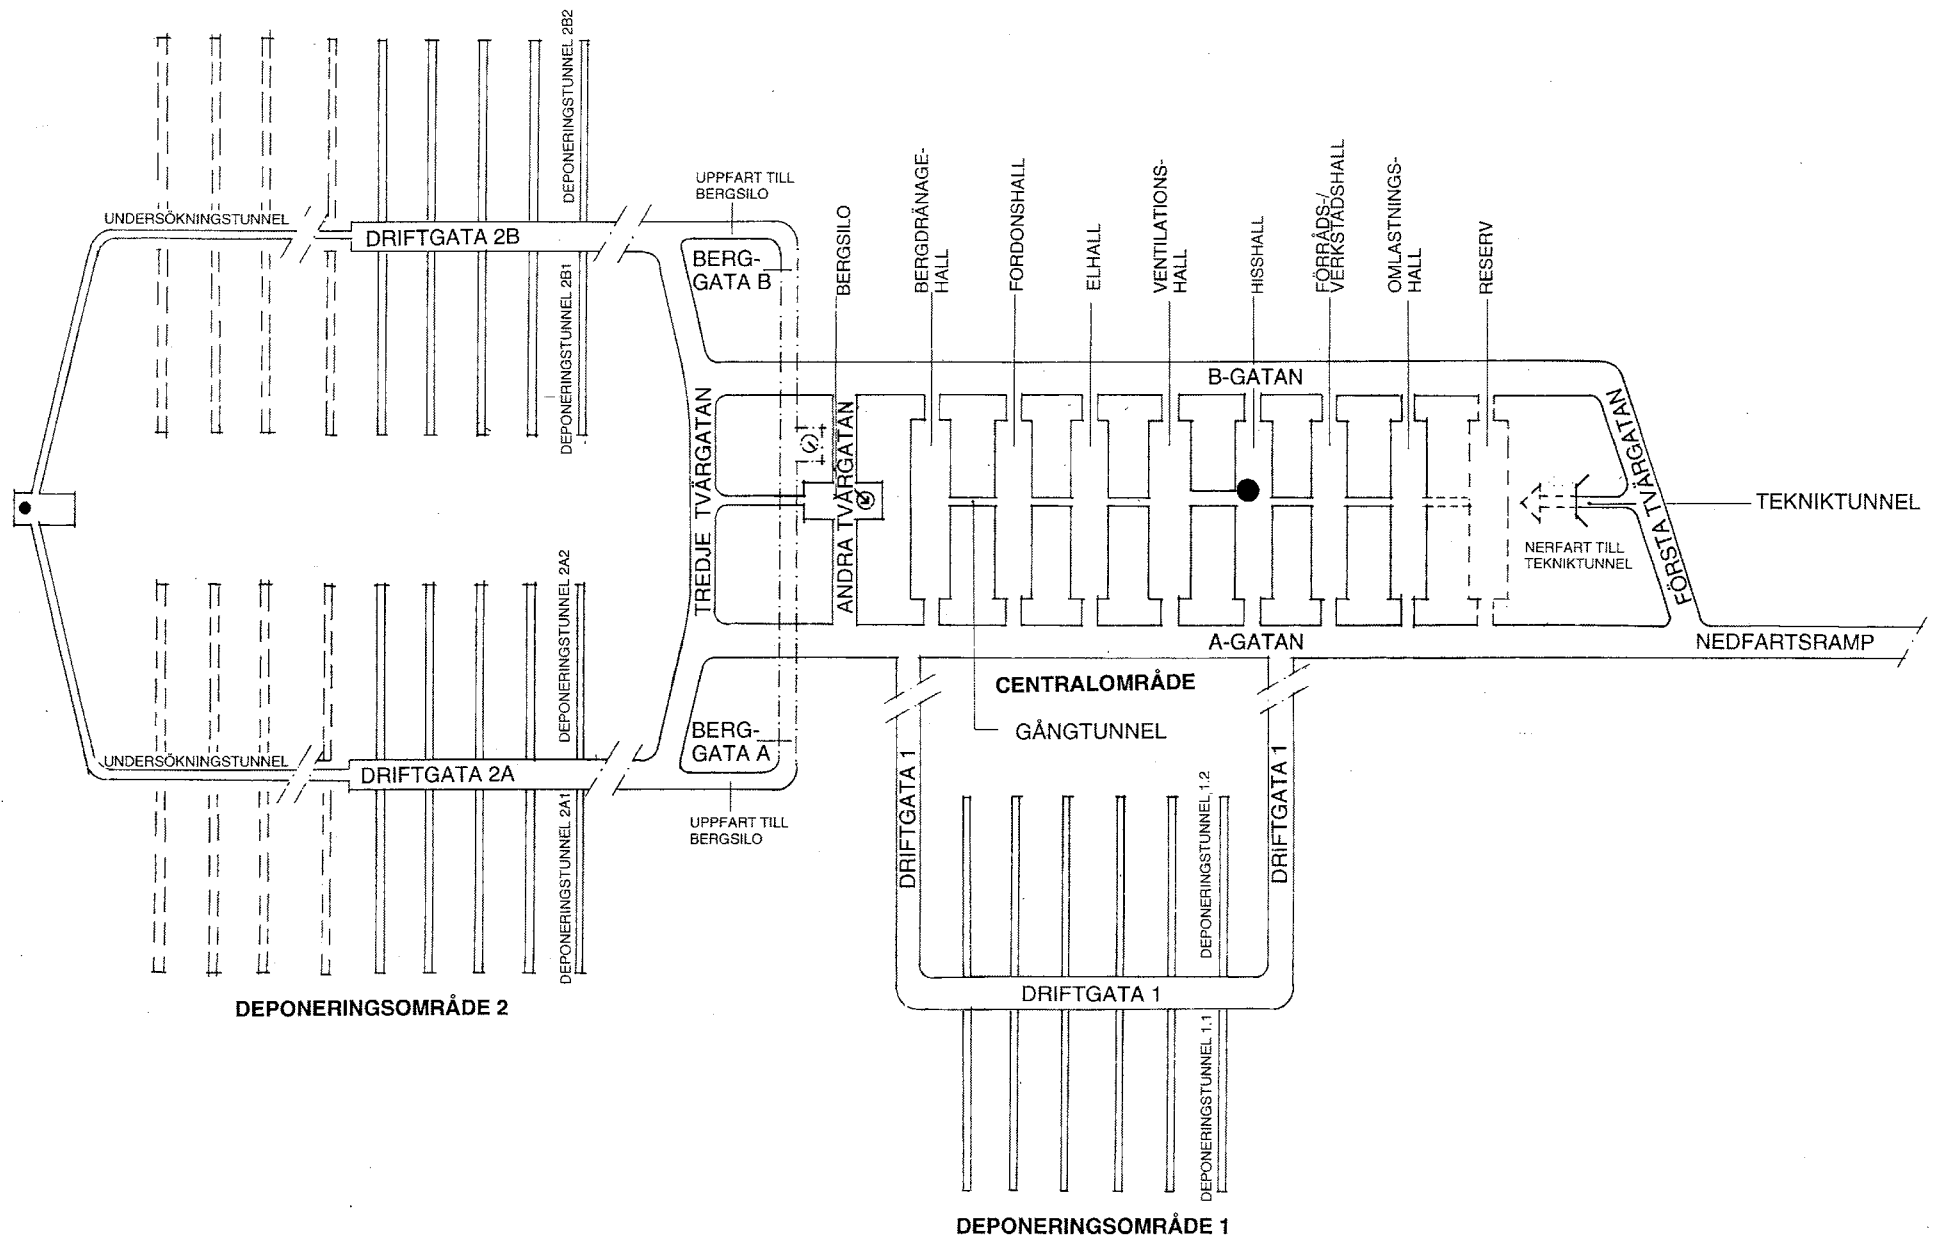 DEPONERINGSTUNNEL 2B2
UPPFART TILL
BERGSILO
UNDERSÖKNINGSTUNNEL
DRIFTGATA 2B
DEPONERINGSTUNNEL 2B1
BERG-
GATA B
BERGSILO
BERGDRÄNAGE-
HALL
FORDONSHALL
ELHALL
VENTILATIONS-
HALL
HISSHALL
FÖRRÅDS-/
VERKSTADSHALL
OMLASTNINGS-
HALL
RESERV
B-GATAN
TREDJE TVÄRGATAN
ANDRA TVÄRGATAN
FÖRSTA TVÄRGATAN
TEKNIKTUNNEL
NERFART TILL
TEKNIKTUNNEL
A-GATAN
NEDFARTSRAMP
CENTRALOMRÅDE
GÅNGTUNNEL
DEPONERINGSTUNNEL 2A2
BERG-
GATA A
UNDERSÖKNINGSTUNNEL
DRIFTGATA 2A
DEPONERINGSTUNNEL 2A1
UPPFART TILL
BERGSILO
DEPONERINGSOMRÅDE 2
DRIFTGATA 1
DRIFTGATA 1
DEPONERINGSTUNNEL 1.2
DRIFTGATA 1
DEPONERINGSTUNNEL 1.1
DEPONERINGSOMRÅDE 1